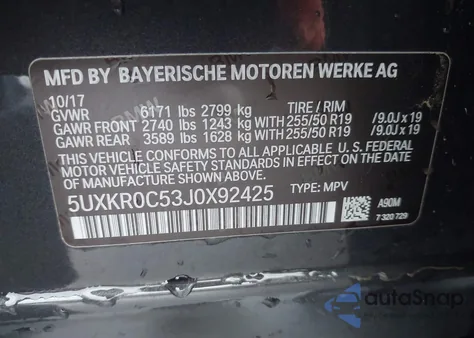 MFD BY BAYERISCHE MOTOREN WERKE AG
10/17
GVWR 6171 lbs 2799 kg TIRE / RIM
GAWR FRONT 2740 lbs 1243 kg WITH 255/50 R19 /9.0J x 19
GAWR REAR 3589 lbs 1628 kg WITH 255/50 R19 /9.0J x 19
THIS VEHICLE CONFORMS TO ALL APPLICABLE U.S. FEDERAL
MOTOR VEHICLE SAFETY STANDARDS IN EFFECT ON THE
DATE OF MANUFACTURE SHOWN ABOVE.
5UXKR0C53J0X92425 TYPE: MPV
A90M
7 320 729
autoSnap